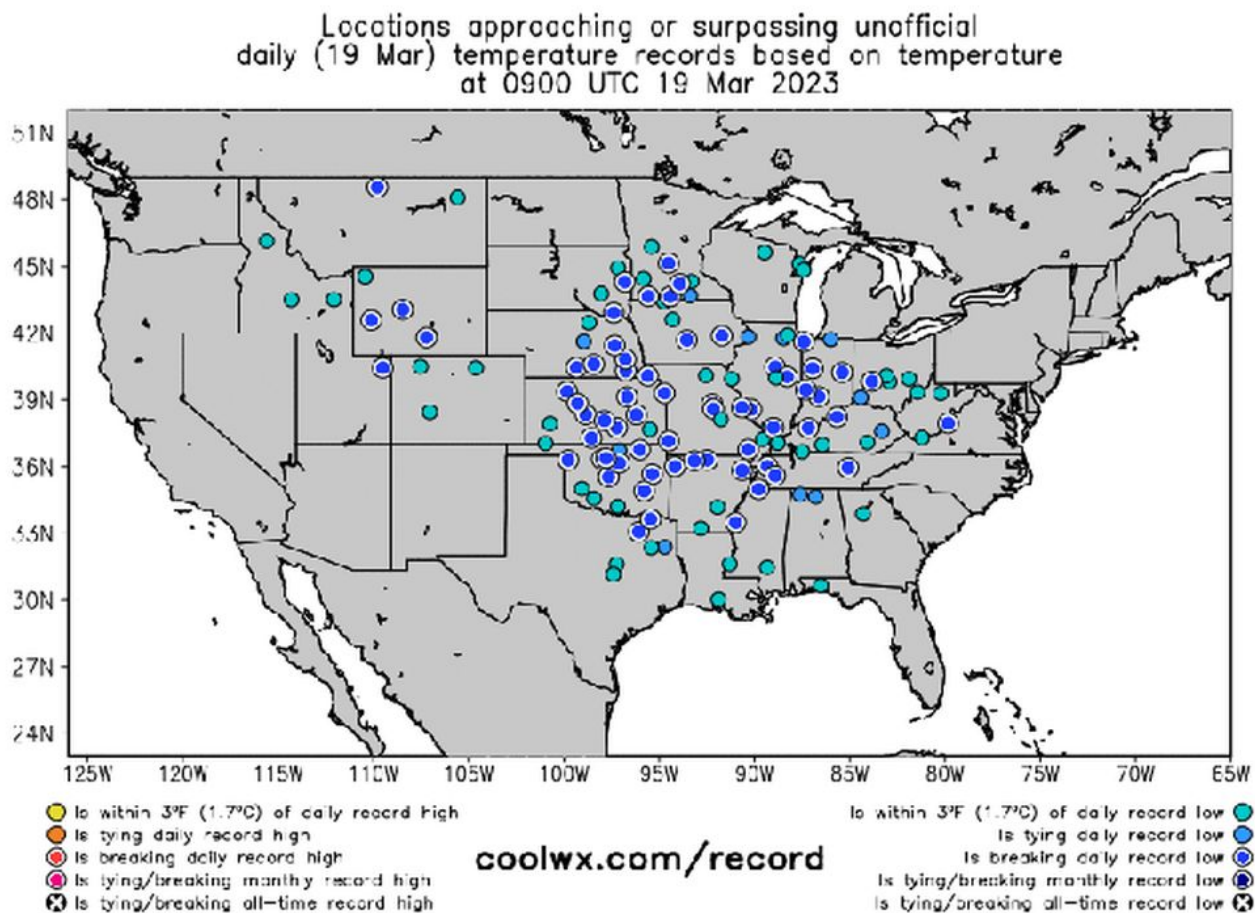 Locations approaching or surpassing unofficial
daily (19 Mar) temperature records based on temperature
at 0900 UTC 19 Mar 2023
51N
48N
45N
42N
39N
36N
30N
27N
24N
125W 120W 115W 110W 105W 100W 95W 90W 85W 80W 75W 70W 65W
Is within 3°F (1.7°C) of daily record high
Is tying daily record high
Is breaking daily record high
Is tying/breaking monthly record high
Is tying/breaking all-time record high
coolwx.com/record
Is within 3°F (1.7°C) of daily record low
Is tying daily record low
Is breaking daily record low
Is tying/breaking monthly record low
Is tying/breaking all-time record low